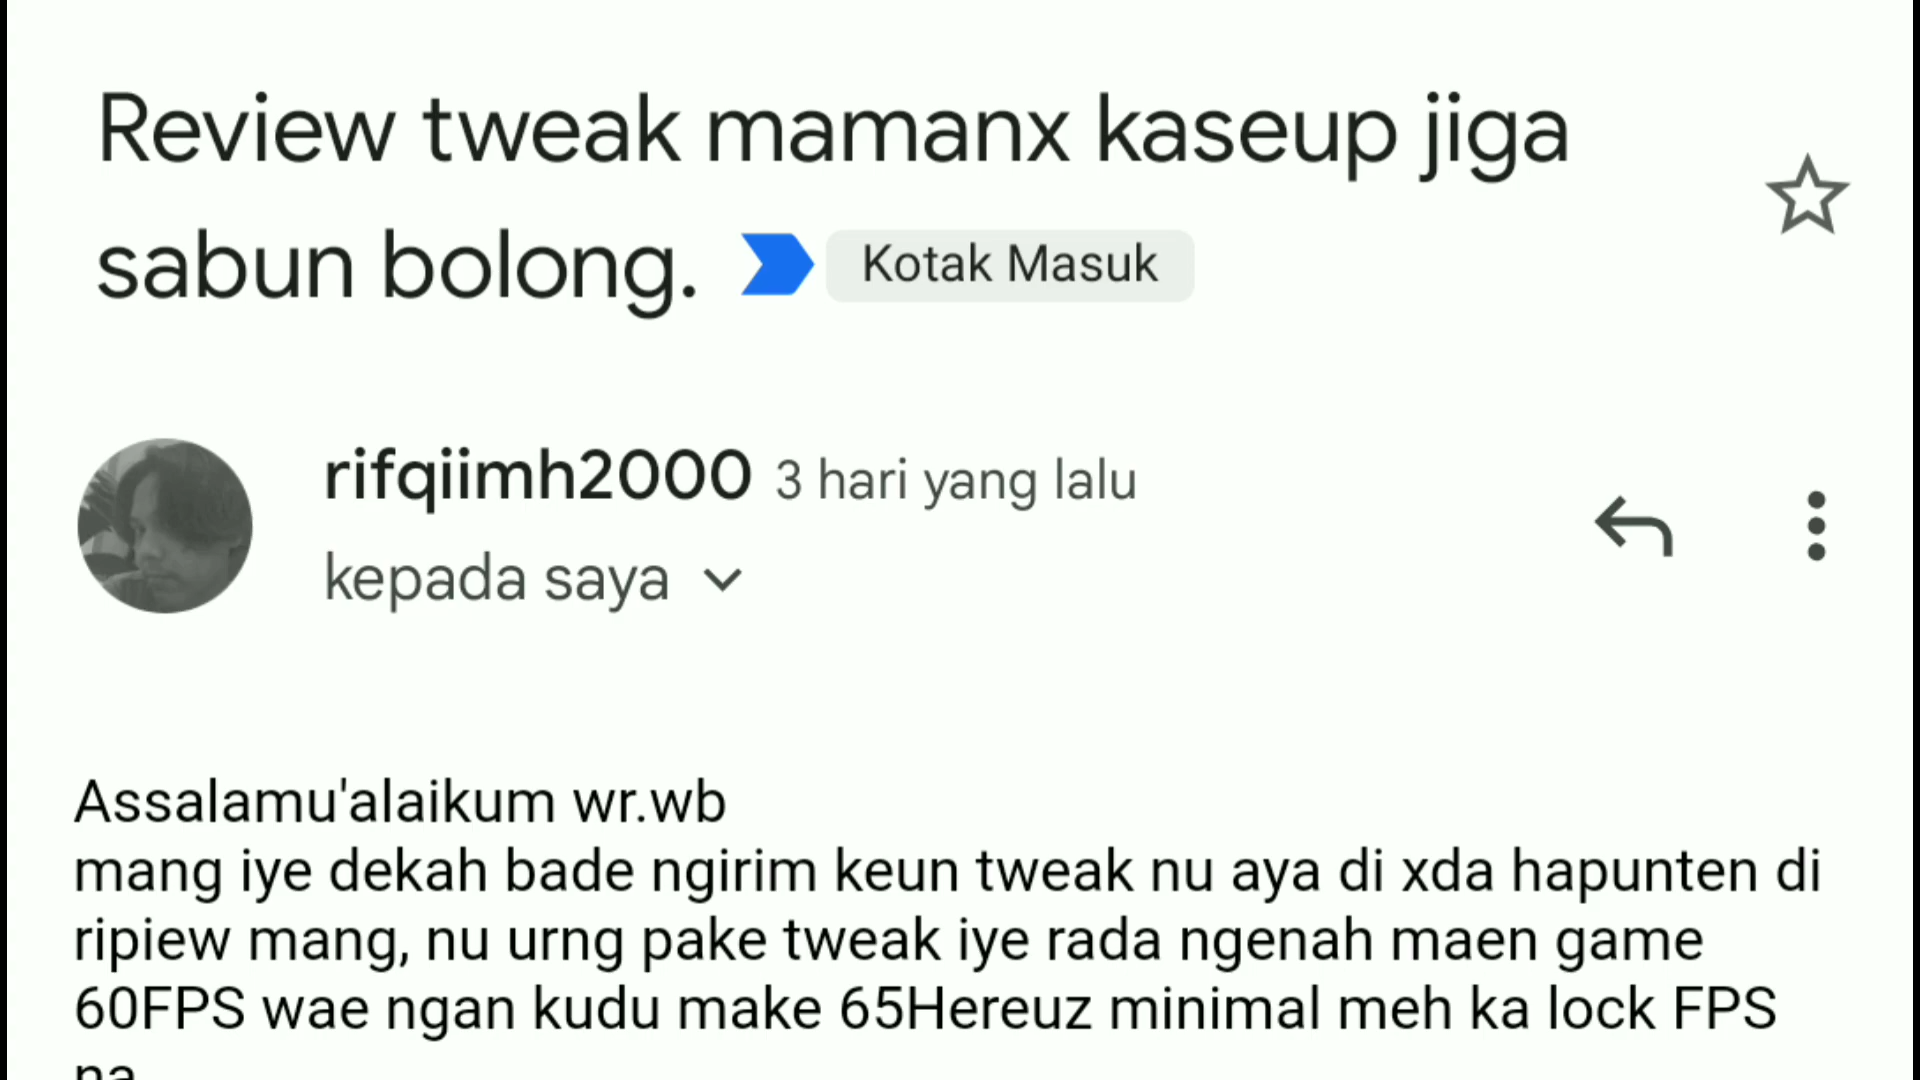 Review tweak mamanx kaseup jiga
sabun bolong. Kotak Masuk
rifqiimh2000 3 hari yang lalu
kepada saya
Assalamu'alaikum wr.wb
mang iye dekah bade ngirim keun tweak nu aya di xda hapunten di
ripiew mang, nu urng pake tweak iye rada ngenah maen game
60FPS wae ngan kudu make 65Hereuz minimal meh ka lock FPS
na